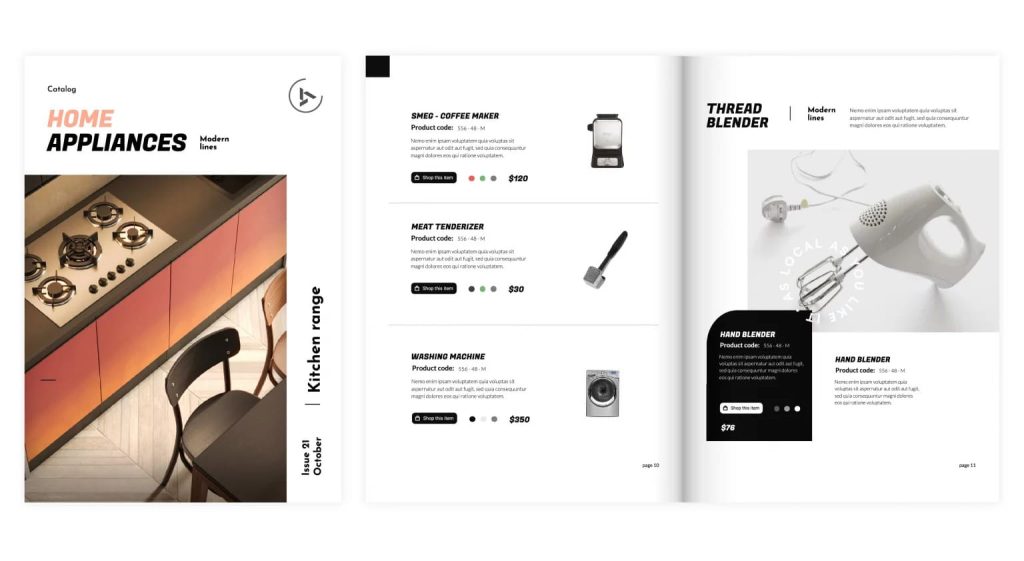 Catalog
HOME
APPLIANCES
Modern
lines
Kitchen range
Issue 21
October
SMEG - COFFEE MAKER
Product code: 556 - 48 - M
Nemo enim ipsam voluptatem quia voluptas sit
aspernatur aut odit aut fugit, sed quia consequuntur
magni dolores eos qui ratione voluptatem.
Shop this item
$120
MEAT TENDERIZER
Product code: 556 - 48 - M
Nemo enim ipsam voluptatem quia voluptas sit
aspernatur aut odit aut fugit, sed quia consequuntur
magni dolores eos qui ratione voluptatem.
Shop this item
$30
WASHING MACHINE
Product code: 556 - 48 - M
Nemo enim ipsam voluptatem quia voluptas sit
aspernatur aut odit aut fugit, sed quia consequuntur
magni dolores eos qui ratione voluptatem.
Shop this item
$350
page 10
THREAD
BLENDER
Modern
lines
Nemo enim ipsam voluptatem quia voluptas sit
aspernatur aut odit aut fugit, sed quia consequuntur
magni dolores eos qui ratione voluptatem.
AS LOCAL AS YOU LIKE IT
HAND BLENDER
Product code: 556 - 48 - M
Nemo enim ipsam voluptatem quia voluptas sit
aspernatur aut odit aut fugit, sed quia consequuntur
magni dolores eos qui ratione
voluptatem.
Shop this item
$76
HAND BLENDER
Product code: 556 - 48 - M
Nemo enim ipsam voluptatem quia voluptas sit
aspernatur aut odit aut fugit, sed quia consequuntur
magni dolores eos qui ratione
voluptatem.
page 11